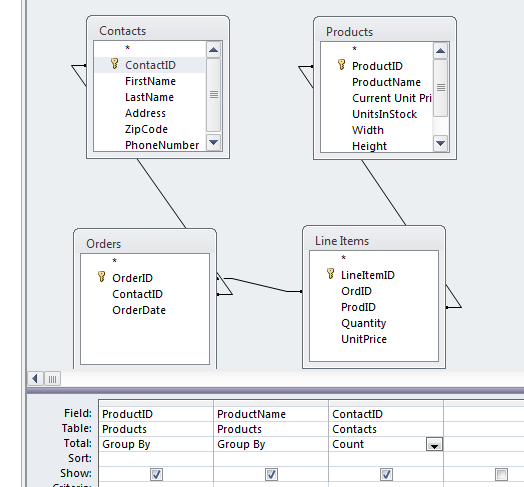 Contacts
*
ContactID
FirstName
LastName
Address
ZipCode
PhoneNumber
Products
*
ProductID
ProductName
Current Unit Pri
UnitsInStock
Width
Height
Orders
*
OrderID
ContactID
OrderDate
Line Items
*
LineItemID
OrdID
ProdID
Quantity
UnitPrice
Field: ProductID ProductName ContactID
Table: Products Products Contacts
Total: Group By Group By Count
Sort:
Show:
Criteria: